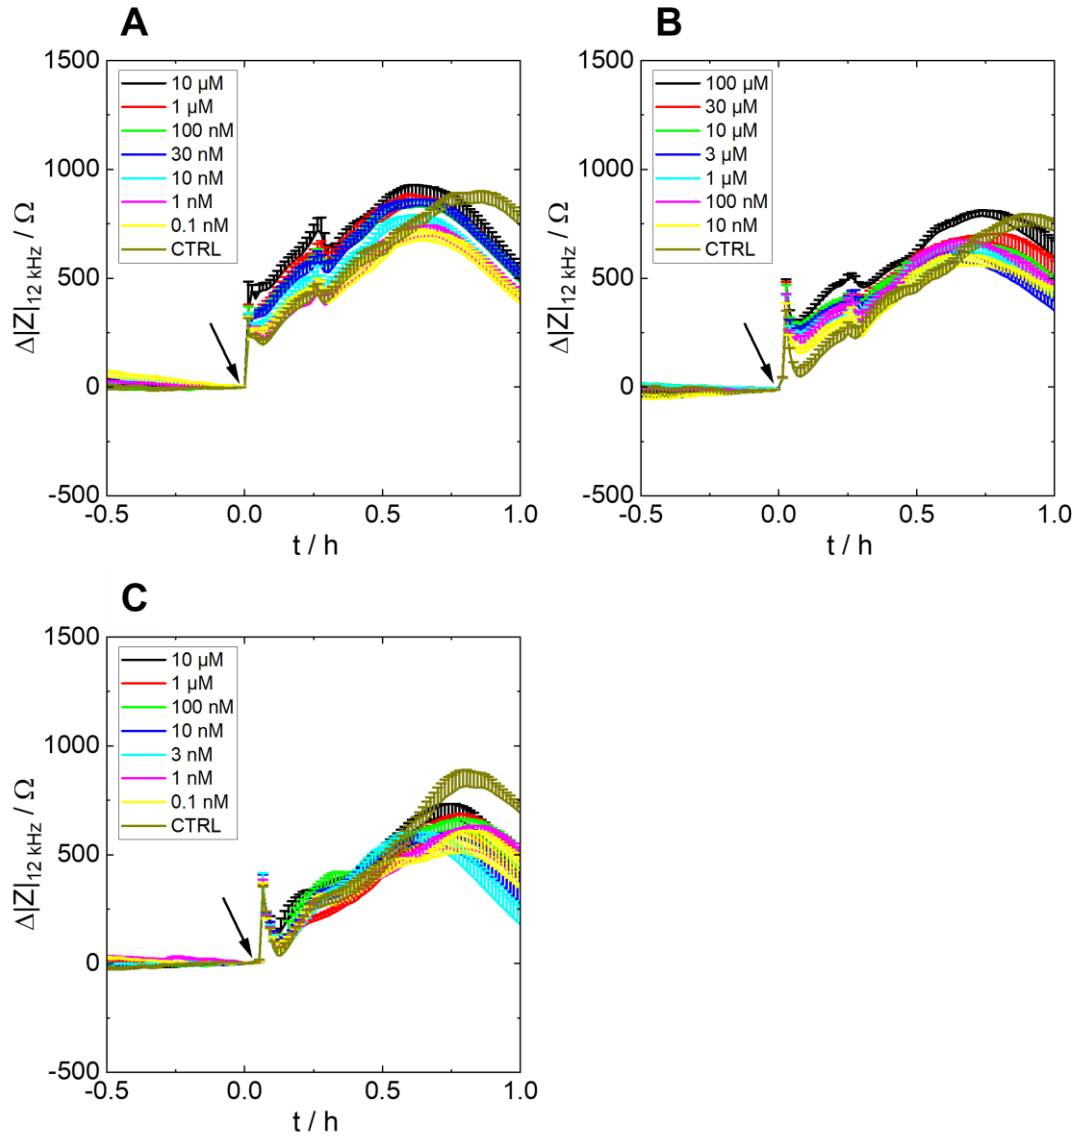 A
1500
1000
500
0
-500
Δ|Z|12 kHz / Ω
10 µM
1 µM
100 nM
30 nM
10 nM
1 nM
0.1 nM
CTRL
-0.5
0.0
0.5
1.0
t / h
B
1500
1000
500
0
-500
Δ|Z|12 kHz / Ω
100 µM
30 µM
10 µM
3 µM
1 µM
100 nM
10 nM
CTRL
-0.5
0.0
0.5
1.0
t / h
C
1500
1000
500
0
-500
Δ|Z|12 kHz / Ω
10 µM
1 µM
100 nM
10 nM
3 nM
1 nM
0.1 nM
CTRL
-0.5
0.0
0.5
1.0
t / h